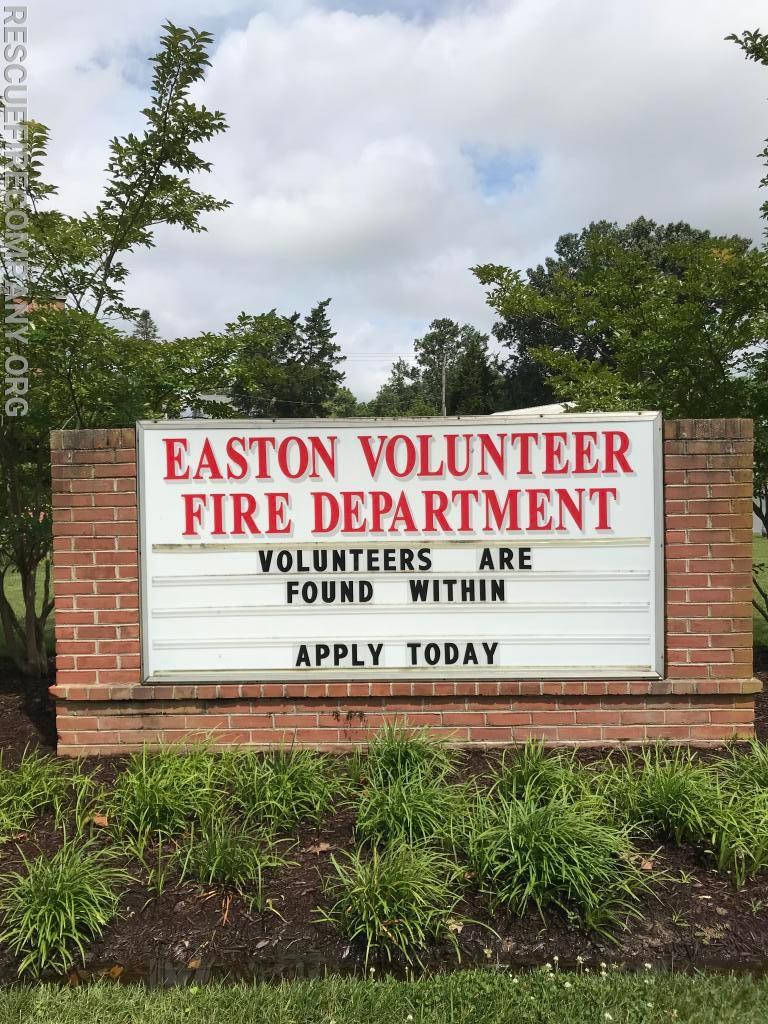 RESCUEFIRECOMPANY.ORG
EASTON VOLUNTEER
FIRE DEPARTMENT
VOLUNTEERS ARE
FOUND WITHIN
APPLY TODAY